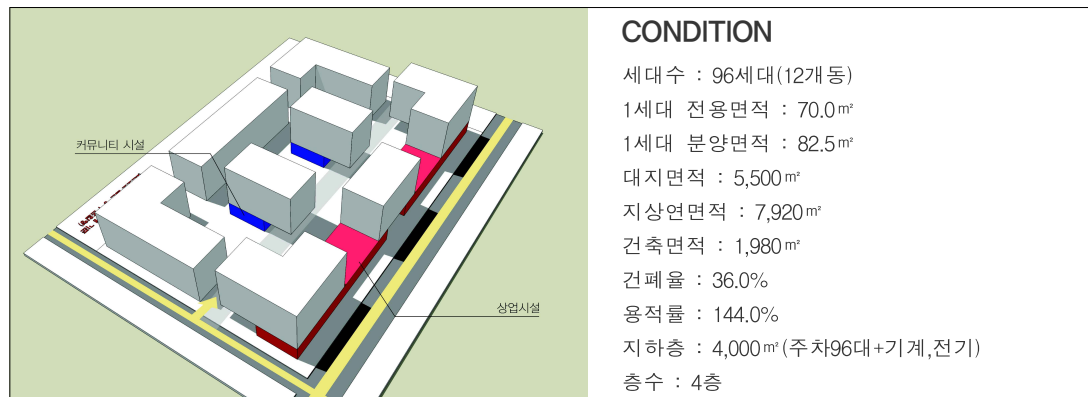 CONDITION
세대수 : 96세대(12개동)
1세대 전용면적 : 70.0㎡
1세대 분양면적 : 82.5㎡
대지면적 : 5,500㎡
지상연면적 : 7,920㎡
건축면적 : 1,980㎡
건폐율 : 36.0%
용적률 : 144.0%
지하층 : 4,000㎡(주차96대+기계,전기)
층수 : 4층
커뮤니티 시설
상업시설